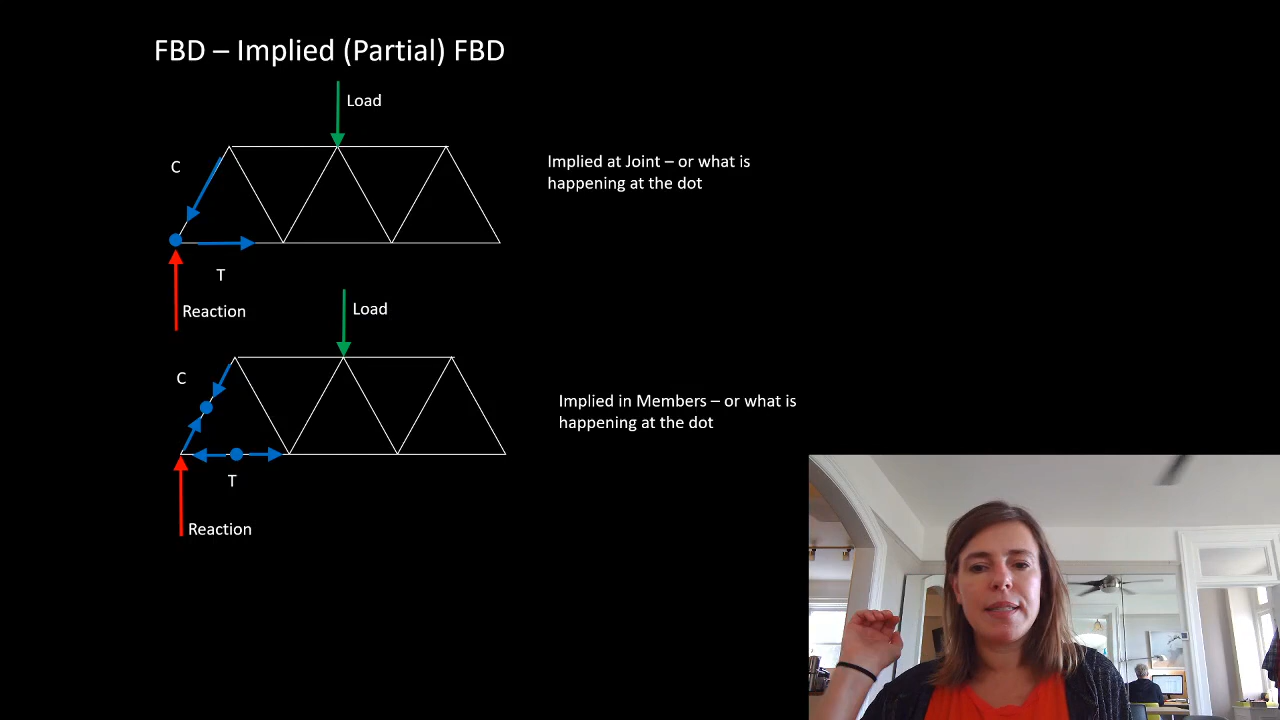 FBD – Implied (Partial) FBD
Load
C
Implied at Joint – or what is
happening at the dot
T
Reaction
Load
C
Implied in Members – or what is
happening at the dot
T
Reaction